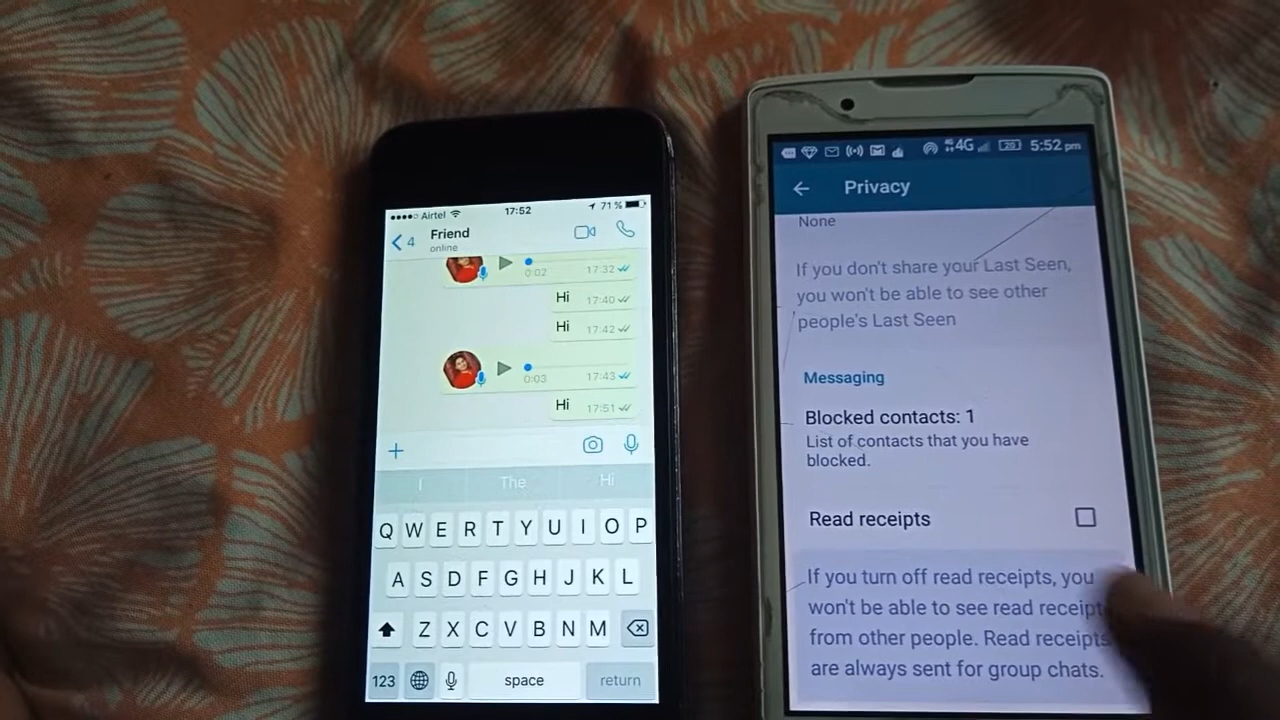 Airtel
17:52
71%
4
Friend
online
0:02
17:32
Hi
17:40
Hi
17:42
0:03
17:43
Hi
17:51
I
The
Hi
Q W E R T Y U I O P
A S D F G H J K L
Z X C V B N M
123
space
return
4G
20
5:52 pm
Privacy
None
If you don't share your Last Seen,
you won't be able to see other
people's Last Seen
Messaging
Blocked contacts: 1
List of contacts that you have
blocked.
Read receipts
If you turn off read receipts, you
won't be able to see read receipt
from other people. Read receipts
are always sent for group chats.